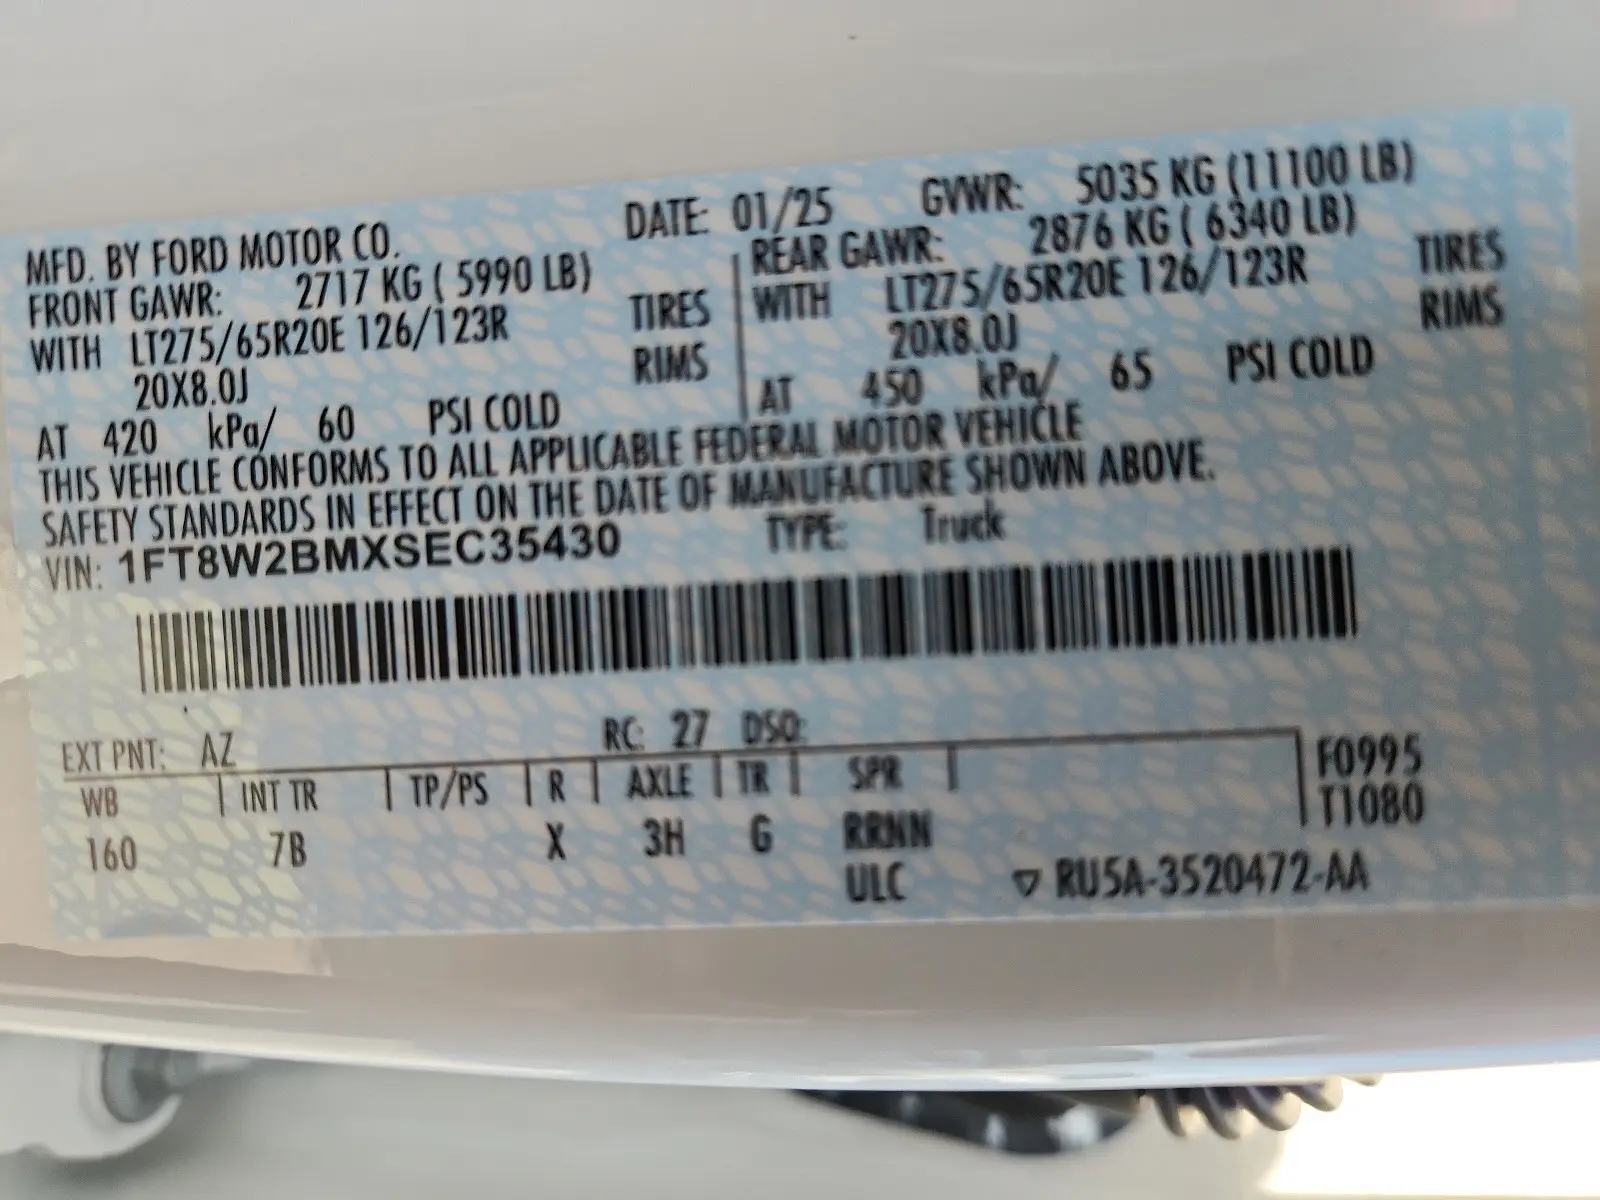 MFD. BY FORD MOTOR CO. DATE: 01/25 GVWR: 5035 KG (11100 LB)
FRONT GAWR: 2717 KG ( 5990 LB) REAR GAWR: 2876 KG ( 6340 LB)
WITH LT275/65R20E 126/123R TIRES WITH LT275/65R20E 126/123R TIRES
20X8.0J RIMS 20X8.0J RIMS
AT 420 kPa/ 60 PSI COLD AT 450 kPa/ 65 PSI COLD
THIS VEHICLE CONFORMS TO ALL APPLICABLE FEDERAL MOTOR VEHICLE
SAFETY STANDARDS IN EFFECT ON THE DATE OF MANUFACTURE SHOWN ABOVE.
VIN: 1FT8W2BMXSEC35430 TYPE: Truck
EXT PNT: AZ RC: 27 DSO:
WB INT TR TP/PS R AXLE TR SPR F0995
T1080
160 7B X 3H G RRNN
ULC ▽ RU5A-3520472-AA